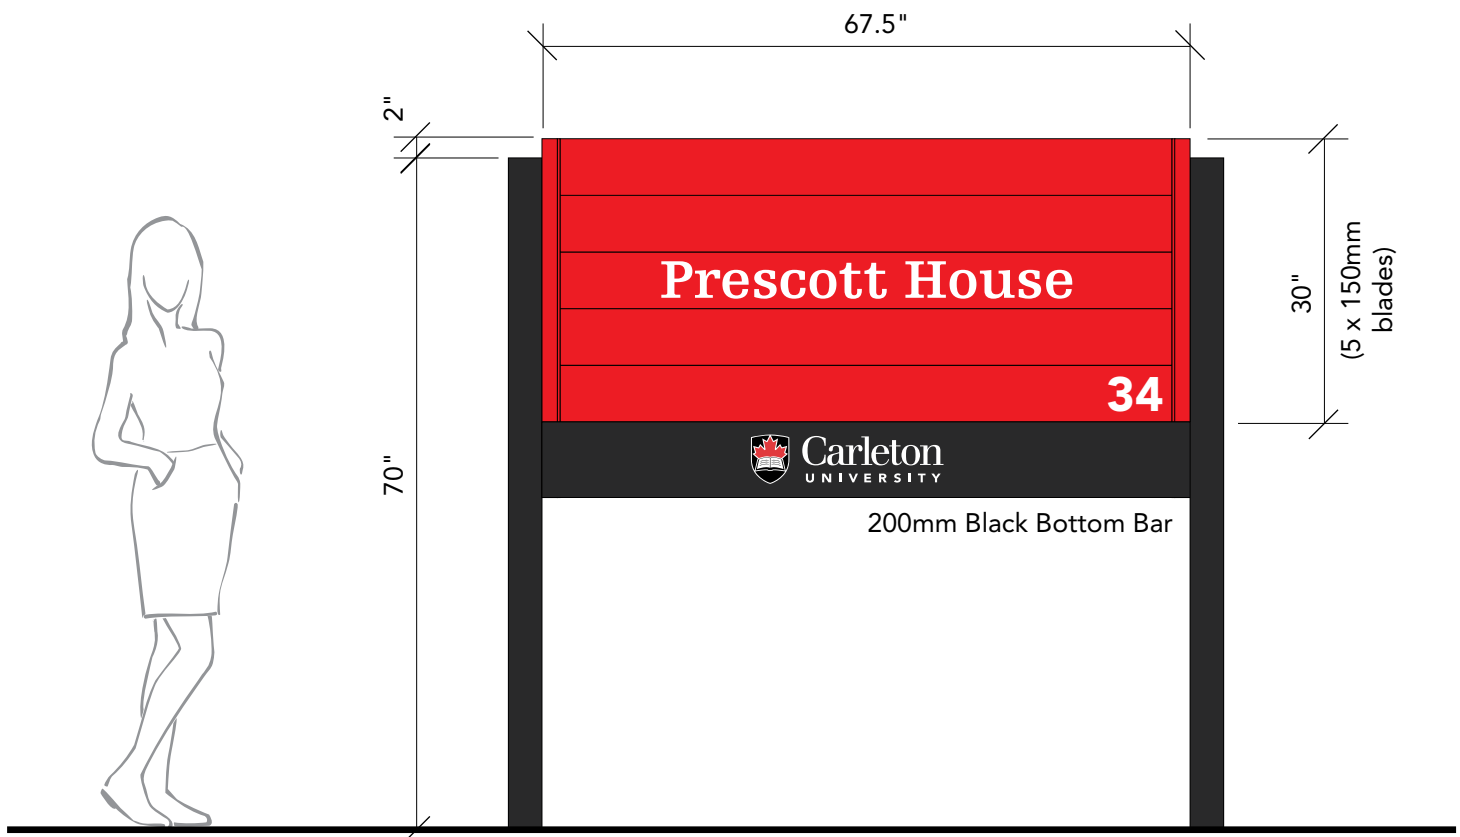 67.5"
2"
Prescott House
30"
(5 x 150mm
blades)
34
70"
Carleton
UNIVERSITY
200mm Black Bottom Bar